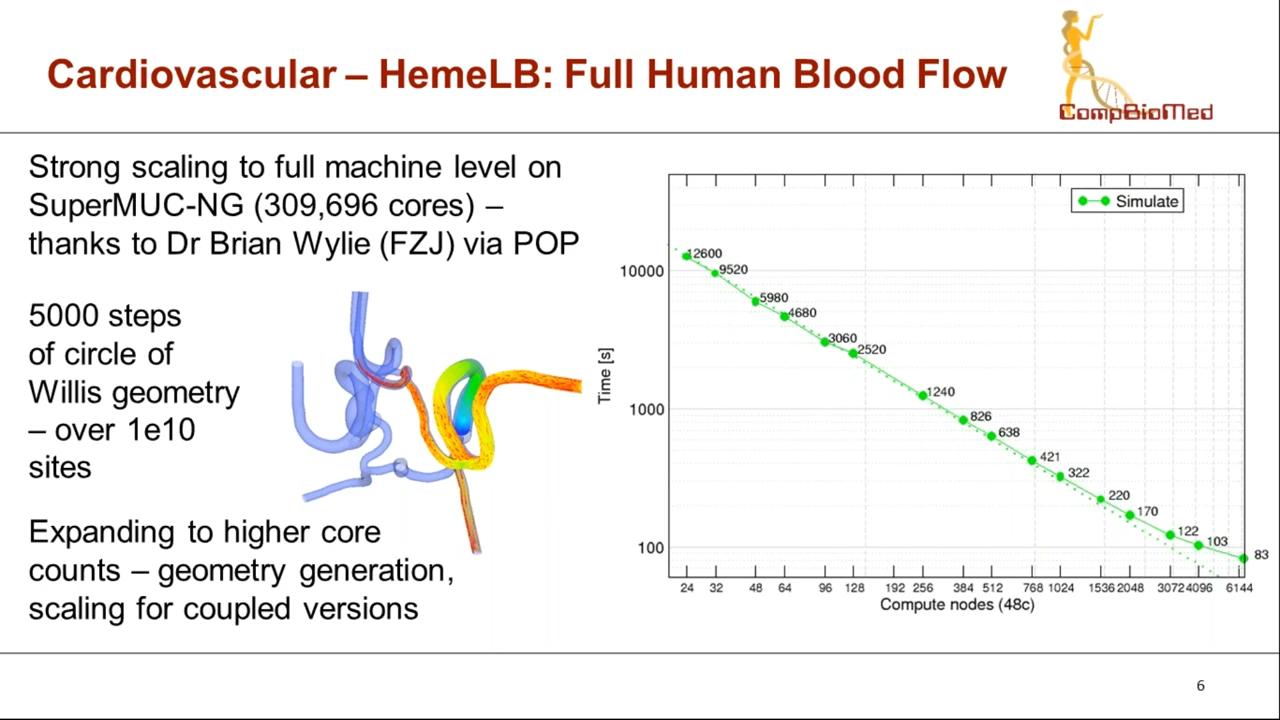 Cardiovascular – HemeLB: Full Human Blood Flow
CompBioMed
Strong scaling to full machine level on
SuperMUC-NG (309,696 cores) –
thanks to Dr Brian Wylie (FZJ) via POP
5000 steps
of circle of
Willis geometry
– over 1e10
sites
Expanding to higher core
counts – geometry generation,
scaling for coupled versions
Simulate
Time [s]
10000
1000
100
12600
9520
5980
4680
3060
2520
1240
826
638
421
322
220
170
122
103
83
24 32 48 64 96 128 192 256 384 512 768 1024 1536 2048 3072 4096 6144
Compute nodes (48c)
6